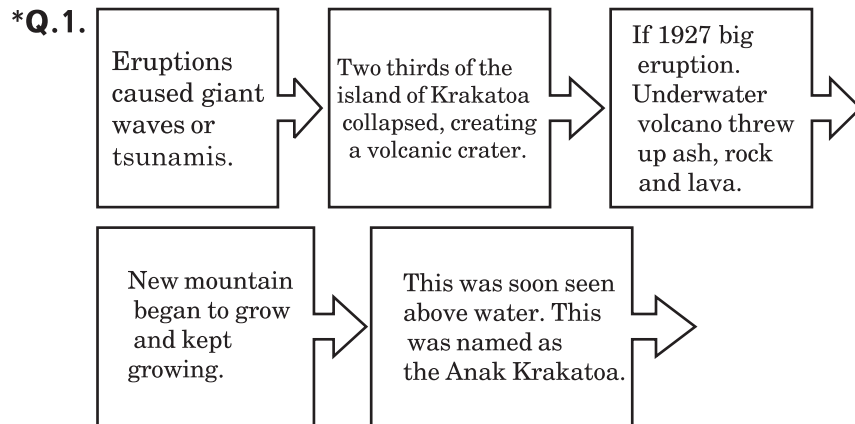 *Q.1.
Eruptions
caused giant
waves or
tsunamis.
Two thirds of the
island of Krakatoa
collapsed, creating
a volcanic crater.
If 1927 big
eruption.
Underwater
volcano threw
up ash, rock
and lava.
New mountain
began to grow
and kept
growing.
This was soon seen
above water. This
was named as
the Anak Krakatoa.